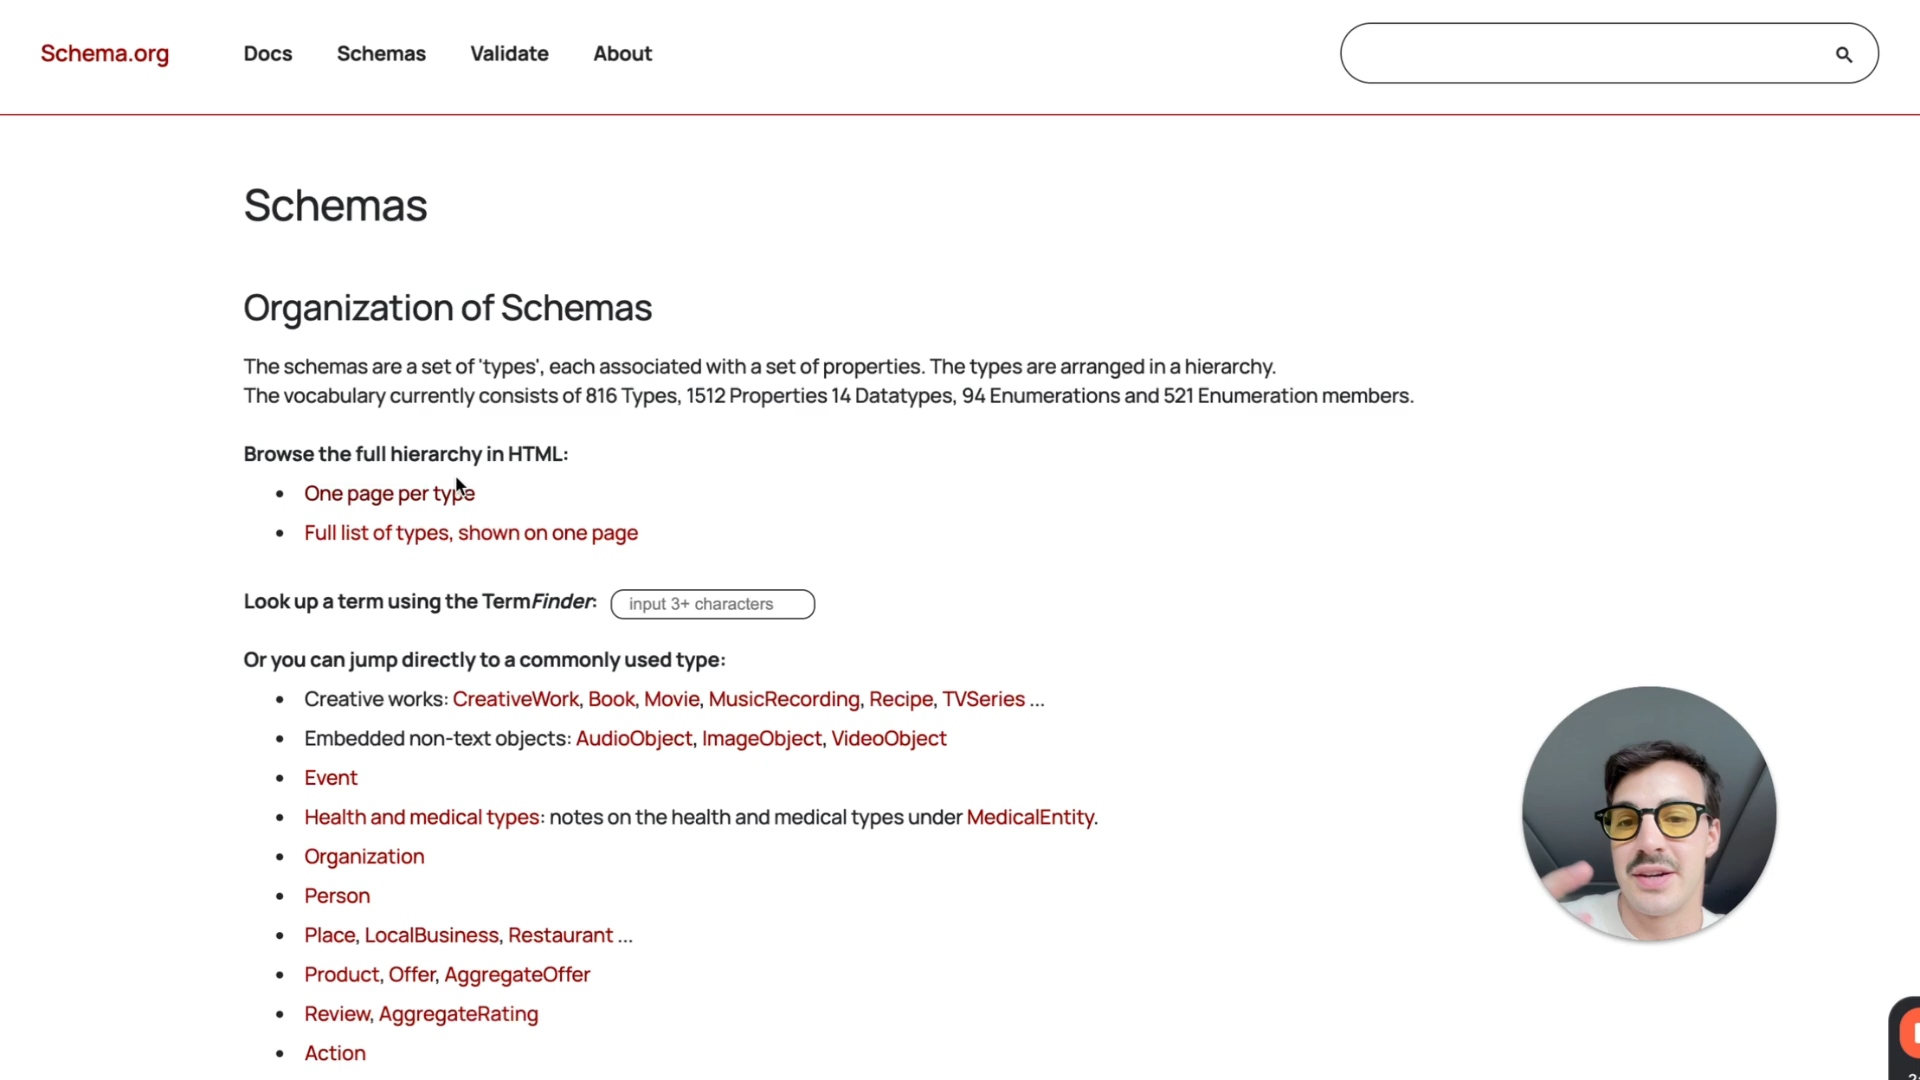 Schema.org
Docs
Schemas
Validate
About
Schemas
Organization of Schemas
The schemas are a set of 'types', each associated with a set of properties. The types are arranged in a hierarchy.
The vocabulary currently consists of 816 Types, 1512 Properties 14 Datatypes, 94 Enumerations and 521 Enumeration members.
Browse the full hierarchy in HTML:
One page per type
Full list of types, shown on one page
Look up a term using the TermFinder: input 3+ characters
Or you can jump directly to a commonly used type:
Creative works: CreativeWork, Book, Movie, MusicRecording, Recipe, TVSeries ...
Embedded non-text objects: AudioObject, ImageObject, VideoObject
Event
Health and medical types: notes on the health and medical types under MedicalEntity.
Organization
Person
Place, LocalBusiness, Restaurant ...
Product, Offer, AggregateOffer
Review, AggregateRating
Action